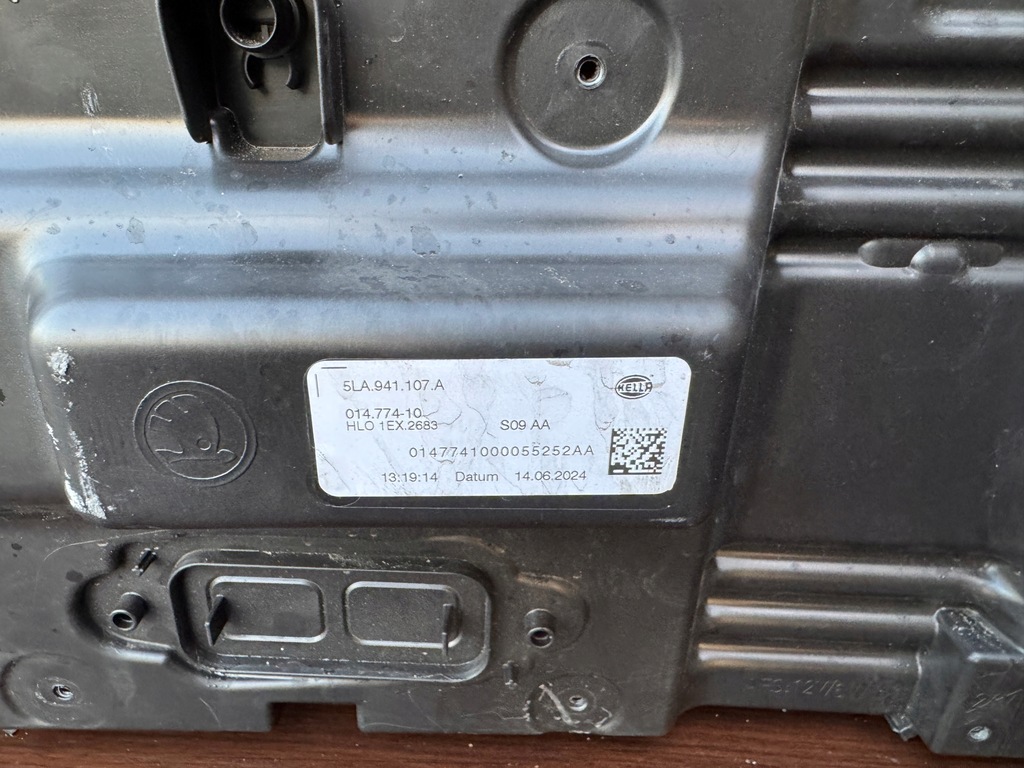 5LA.941.107.A
HELLA
014.774-10
HLO 1EX.2683 S09 AA
0147741000055252AA
13:19:14 Datum 14.06.2024